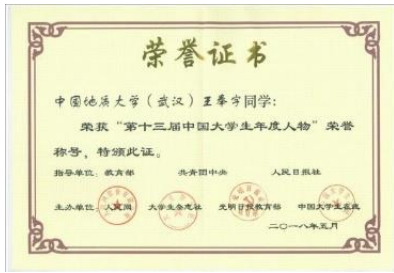 荣誉证书
中国地质大学（武汉）王奉宇同学：
荣获“第十三届中国大学生年度人物”荣誉
称号，特颁此证。
指导单位：教育部 共青团中央 人民日报社
主办单位：人民网 大学生杂志社 光明日报教育部 中国大学生在线
二〇一八年五月